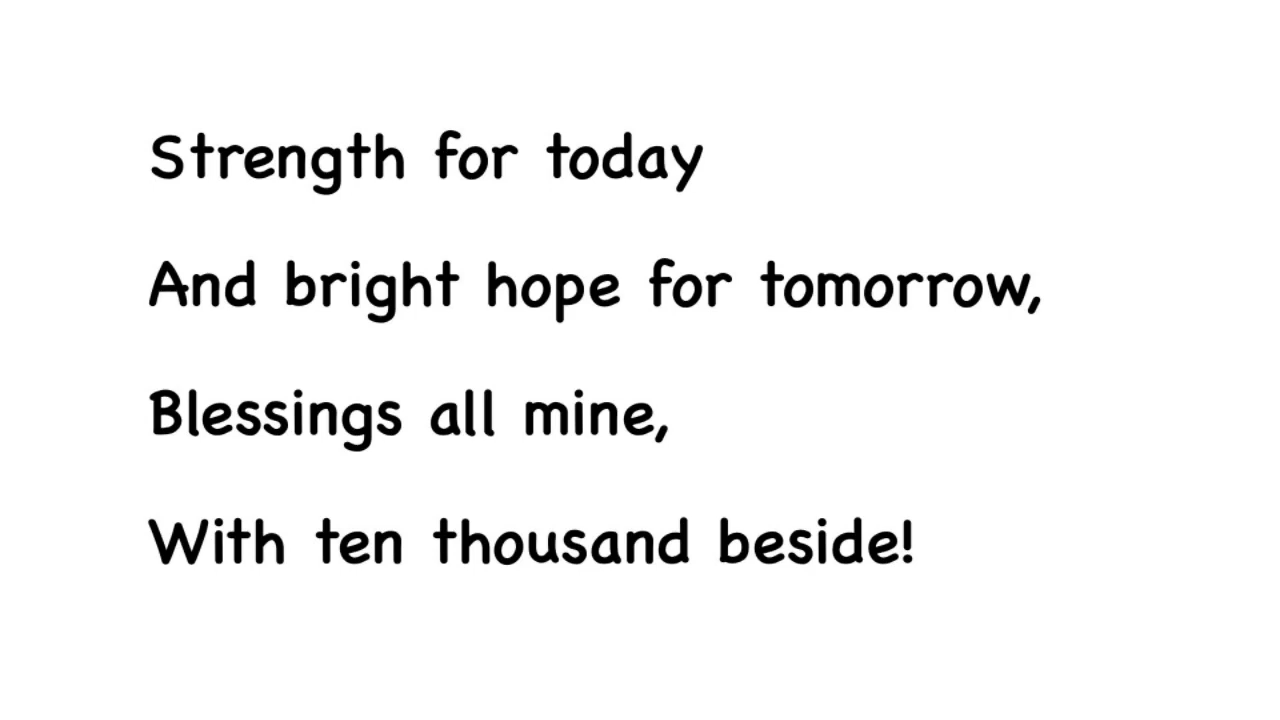 Strength for today
And bright hope for tomorrow,
Blessings all mine,
With ten thousand beside!